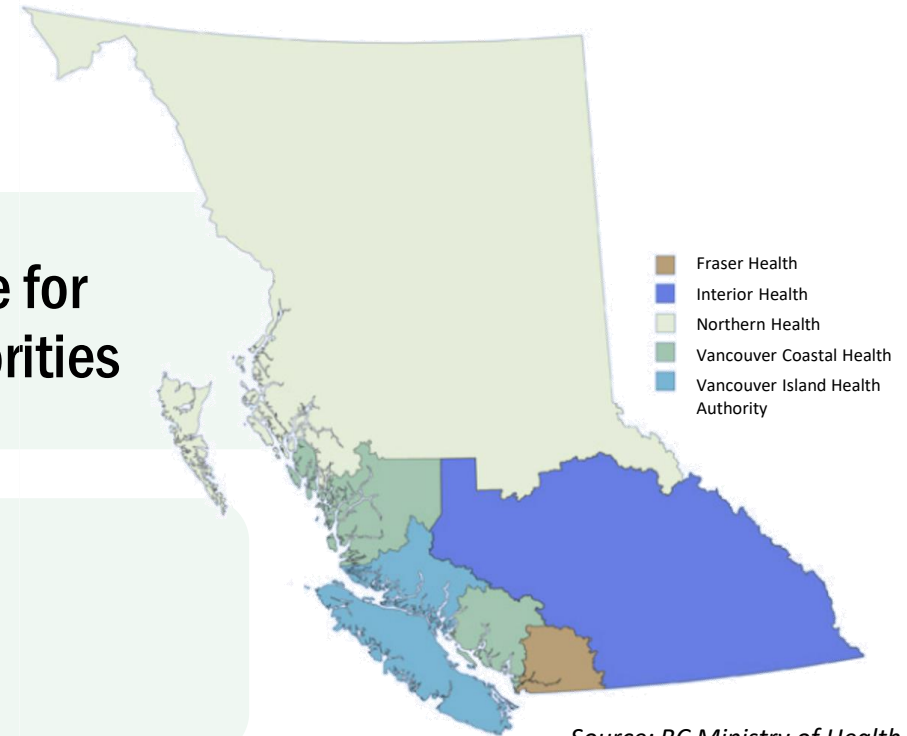 e for
rities
Fraser Health
Interior Health
Northern Health
Vancouver Coastal Health
Vancouver Island Health
Authority
Source: BC Ministry of Health